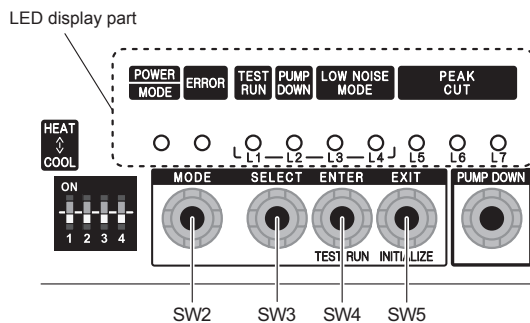 LED display part
POWER
MODE
ERROR
TEST
RUN
PUMP
DOWN
LOW NOISE
MODE
PEAK
CUT
HEAT
COOL
L1 L2 L3 L4 L5 L6 L7
ON
1 2 3 4
MODE SELECT ENTER EXIT PUMP DOWN
TEST RUN INITIALIZE
SW2 SW3 SW4 SW5